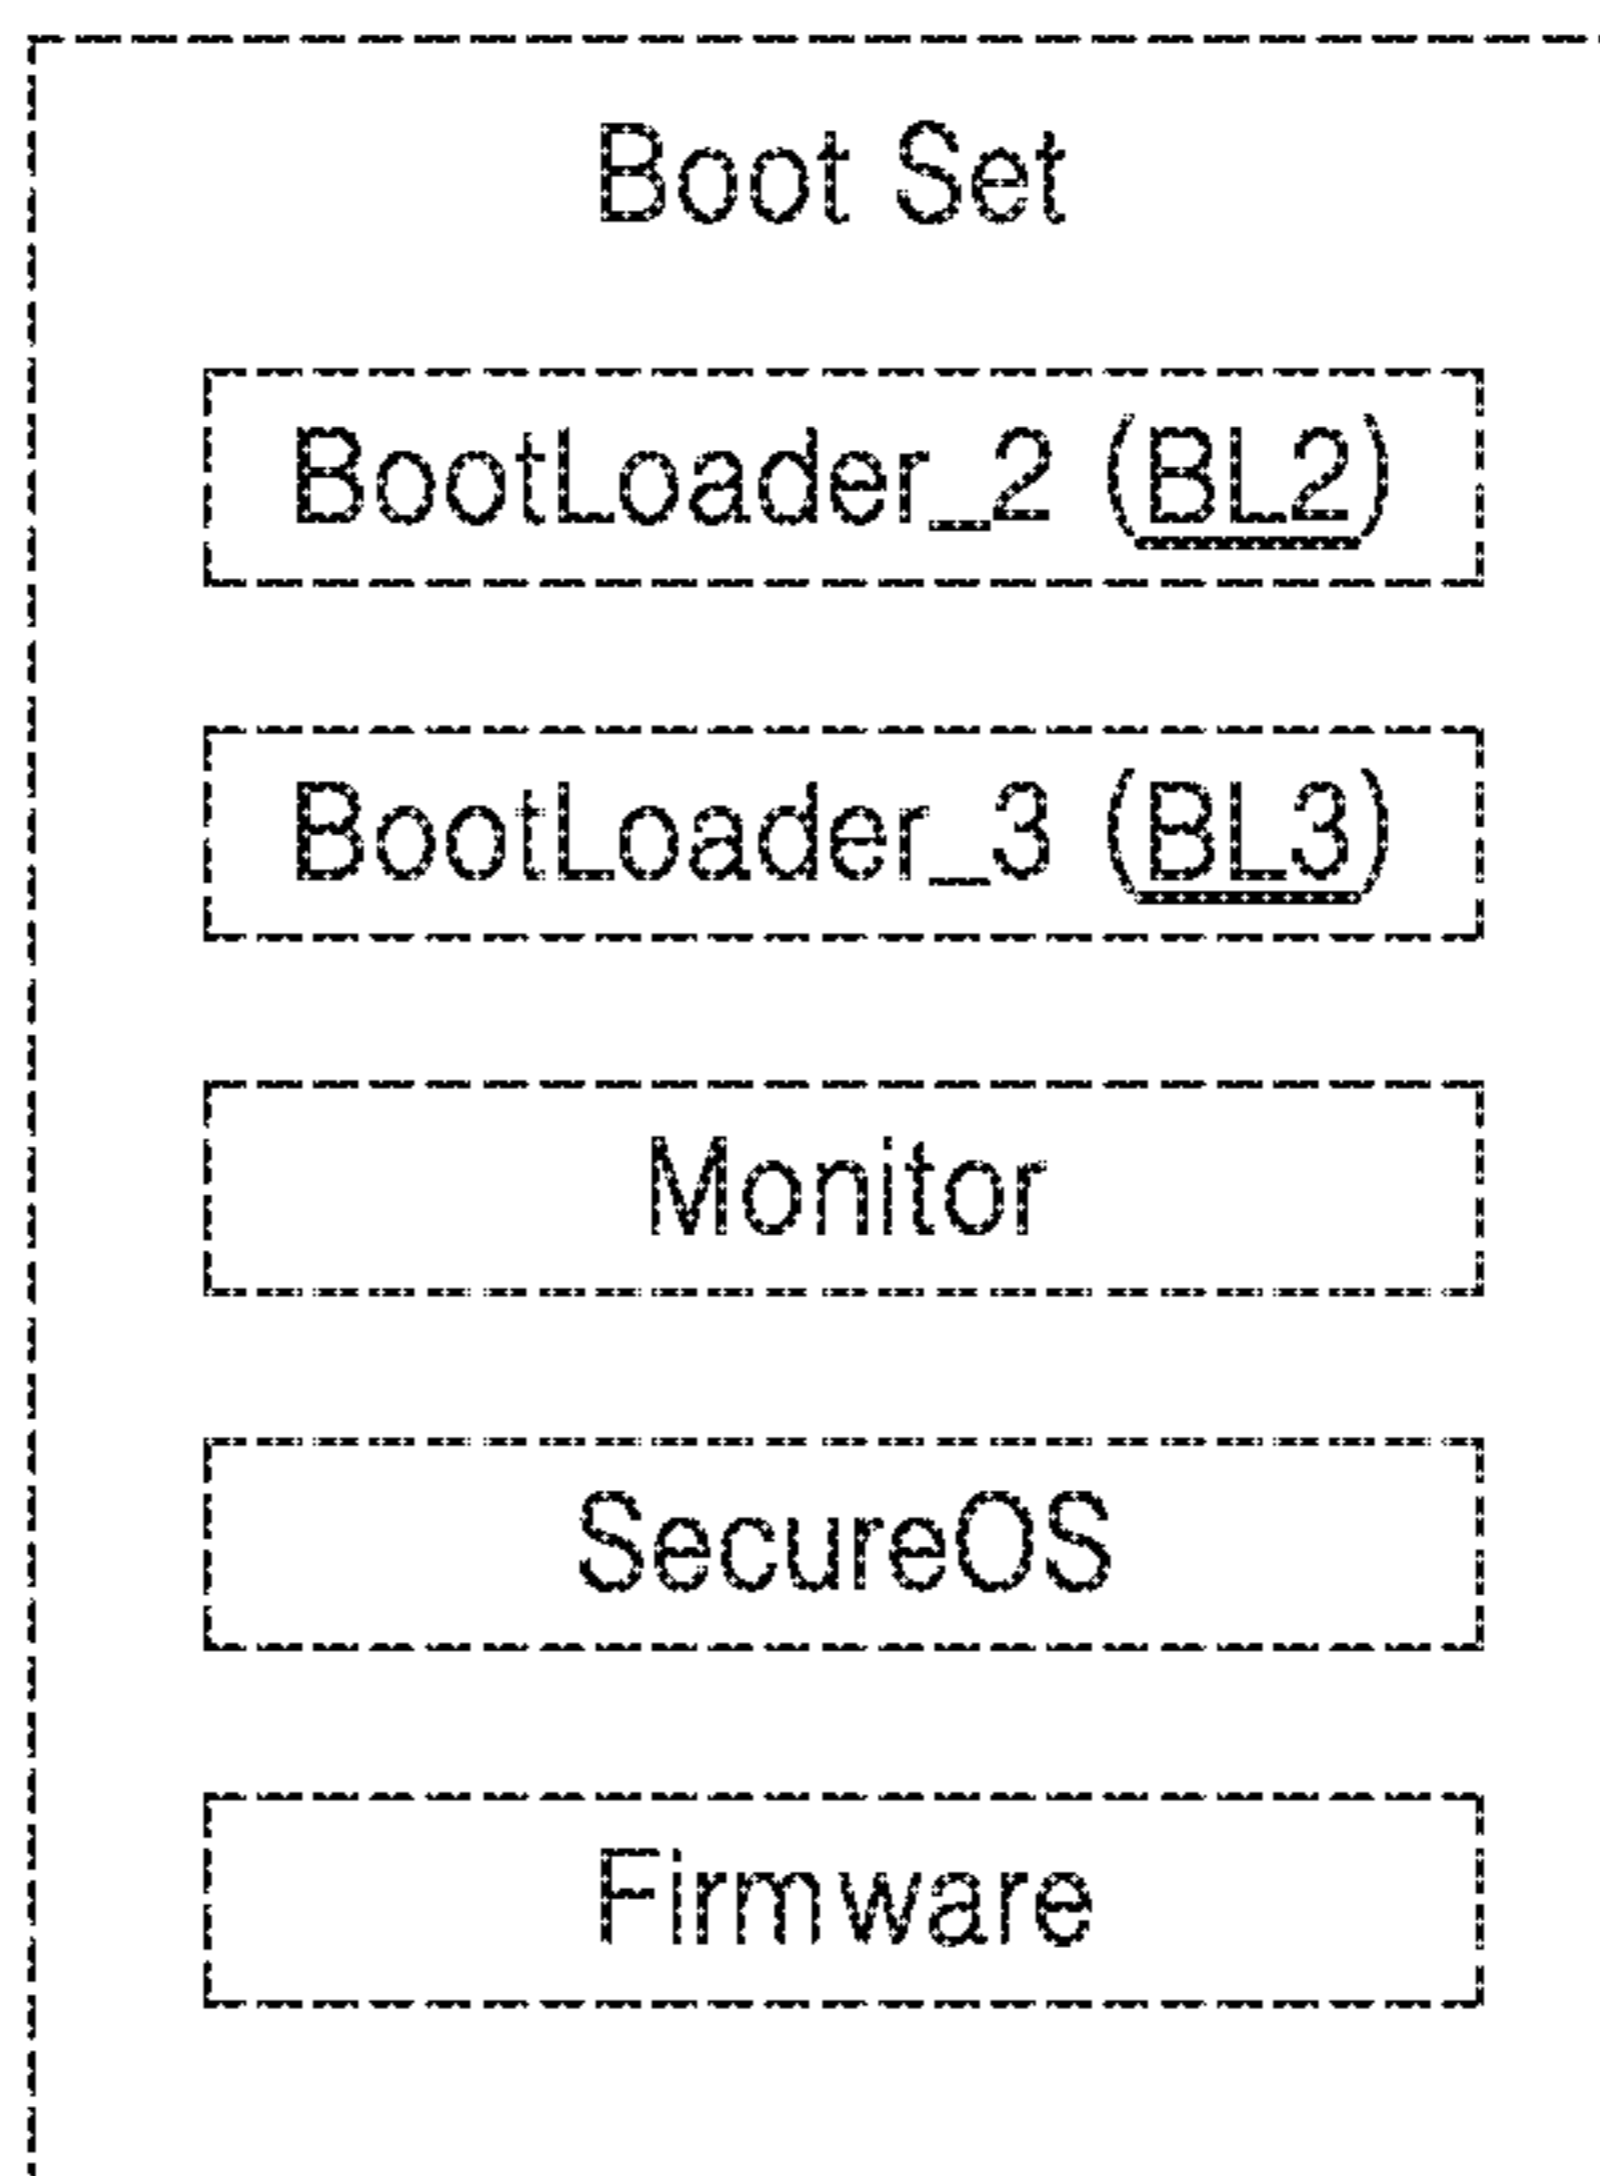 Boot Set
BootLoader_2 (BL2)
BootLoader_3 (BL3)
Monitor
SecureOS
Firmware